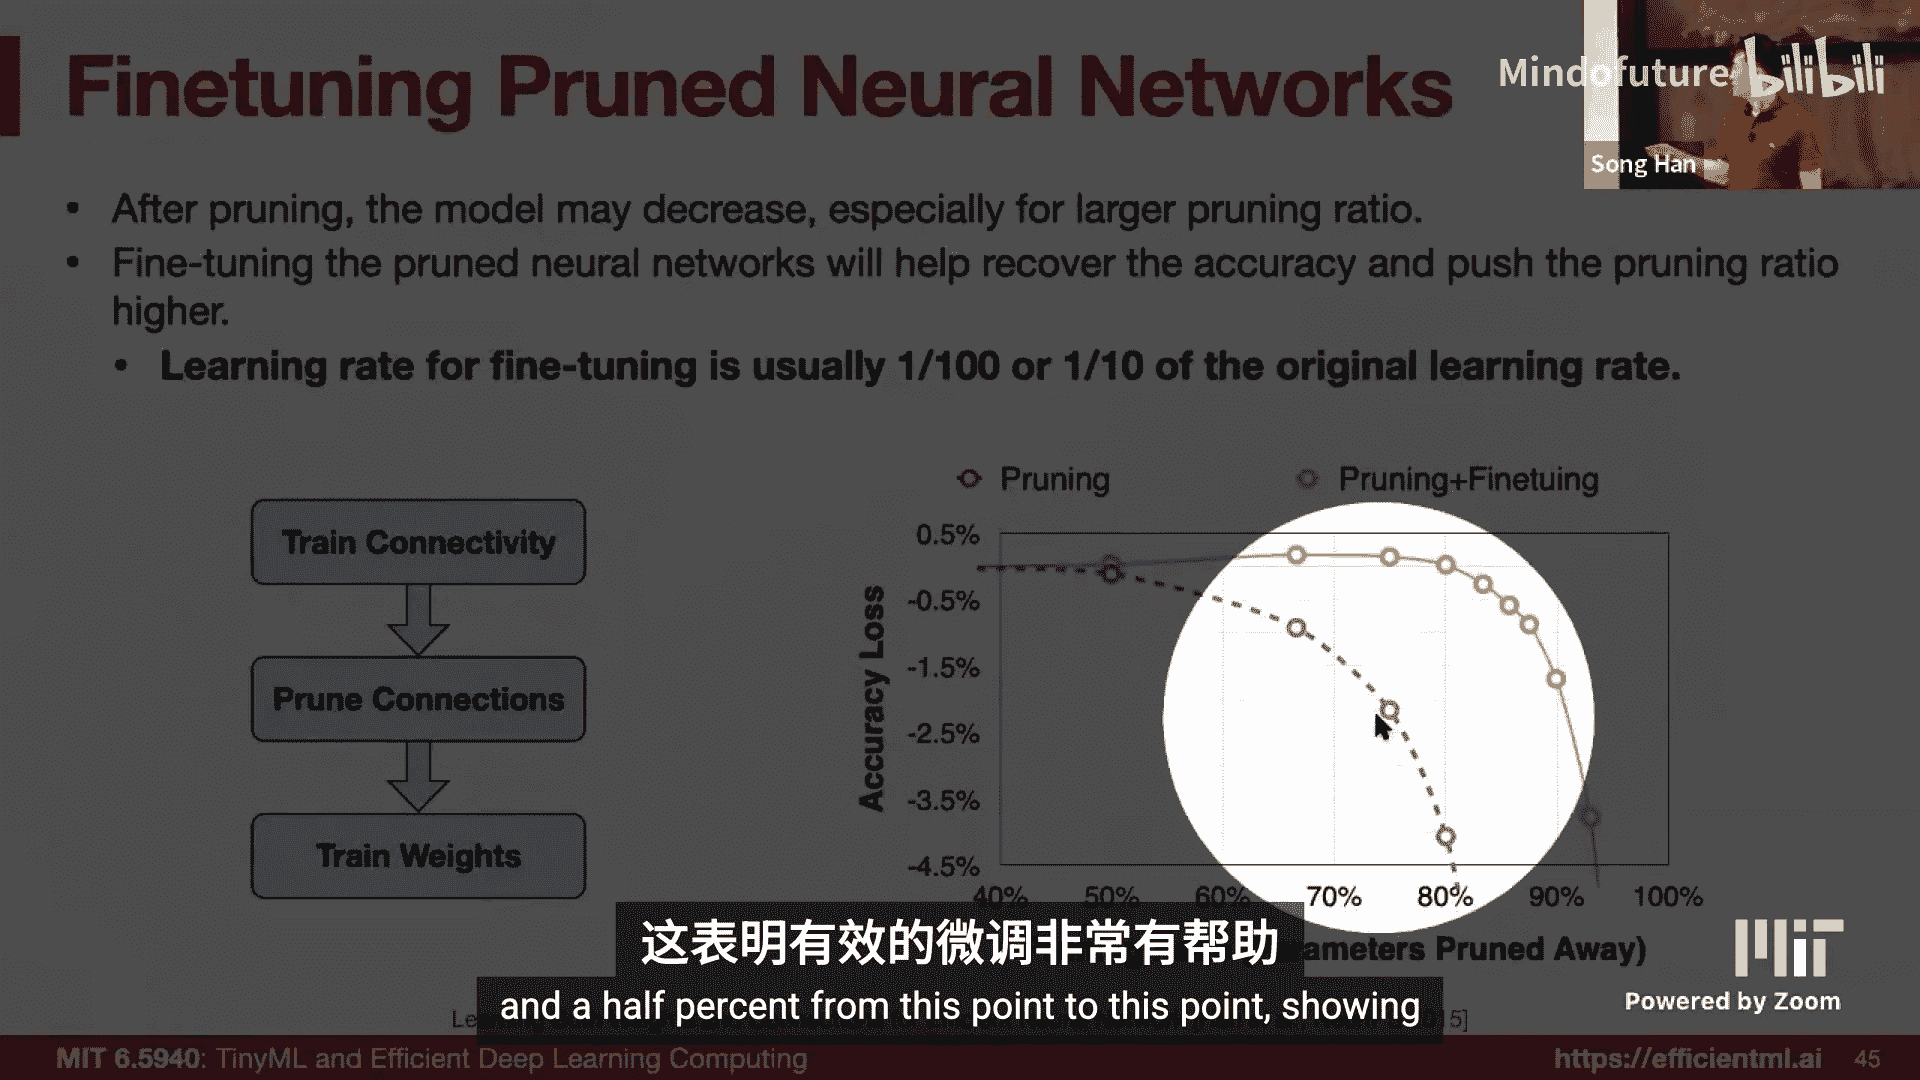 Finetuning Pruned Neural Networks
Mindofuture bilibili
Song Han
• After pruning, the model may decrease, especially for larger pruning ratio.
• Fine-tuning the pruned neural networks will help recover the accuracy and push the pruning ratio
higher.
• Learning rate for fine-tuning is usually 1/100 or 1/10 of the original learning rate.
Train Connectivity
Prune Connections
Train Weights
Pruning
Pruning+Finetuing
Accuracy Loss
0.5%
-0.5%
-1.5%
-2.5%
-3.5%
-4.5%
40% 50% 60% 70% 80% 90% 100%
Pruned Away)
这表明有效的微调非常有帮助
and a half percent from this point to this point, showing
MIT
Powered by Zoom
MIT 6.5940: TinyML and Efficient Deep Learning Computing
https://efficientml.ai 45